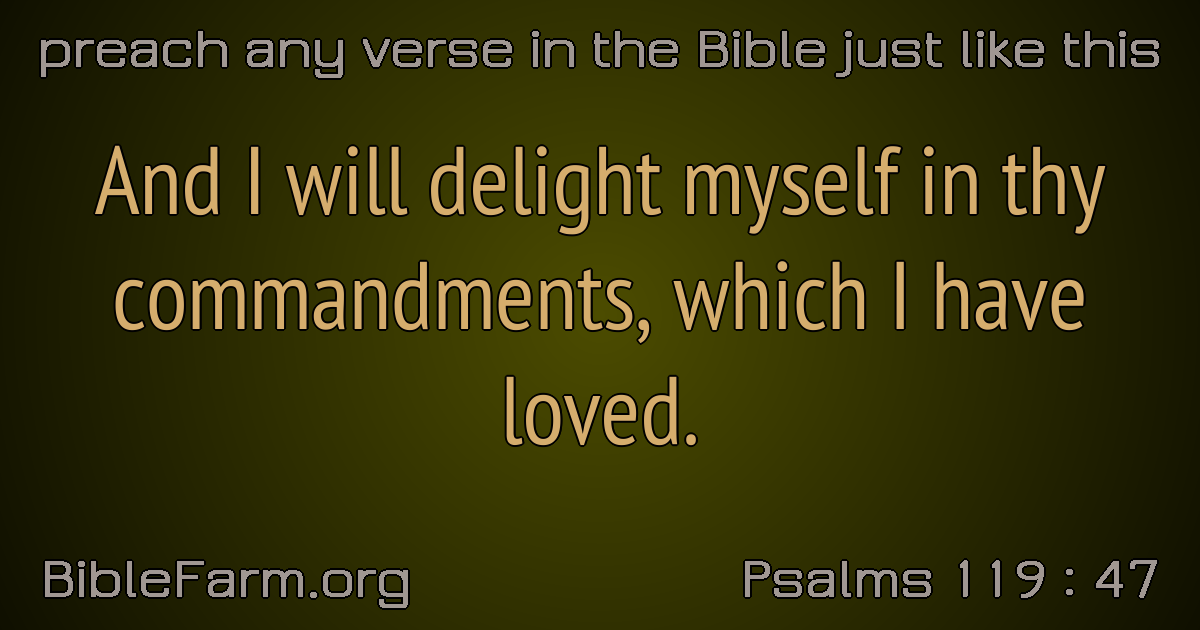 preach any verse in the Bible just like this
And I will delight myself in thy
commandments, which I have
loved.
BibleFarm.org
Psalms 119 : 47